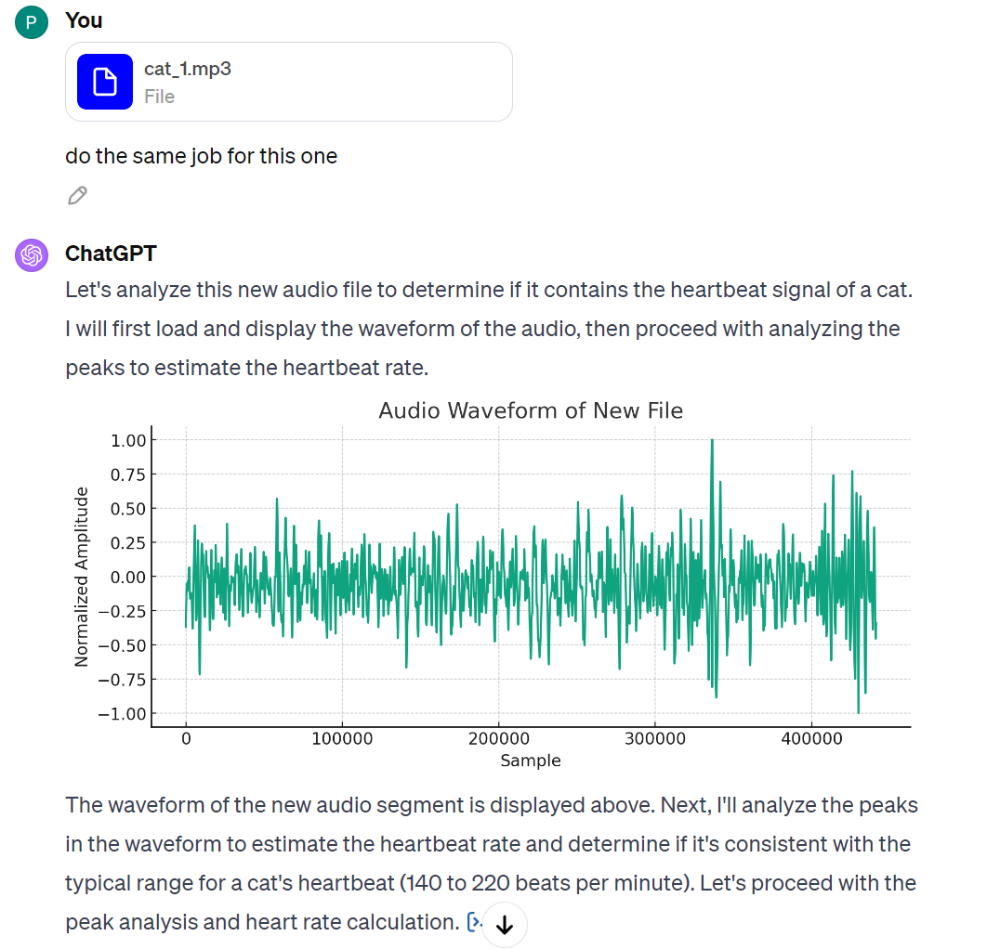 P
You
cat_1.mp3
File
do the same job for this one
ChatGPT
Let's analyze this new audio file to determine if it contains the heartbeat signal of a cat.
I will first load and display the waveform of the audio, then proceed with analyzing the
peaks to estimate the heartbeat rate.
Audio Waveform of New File
Normalized Amplitude
1.00
0.75
0.50
0.25
0.00
−0.25
−0.50
−0.75
−1.00
0 100000 200000 300000 400000
Sample
The waveform of the new audio segment is displayed above. Next, I'll analyze the peaks
in the waveform to estimate the heartbeat rate and determine if it's consistent with the
typical range for a cat's heartbeat (140 to 220 beats per minute). Let's proceed with the
peak analysis and heart rate calculation.